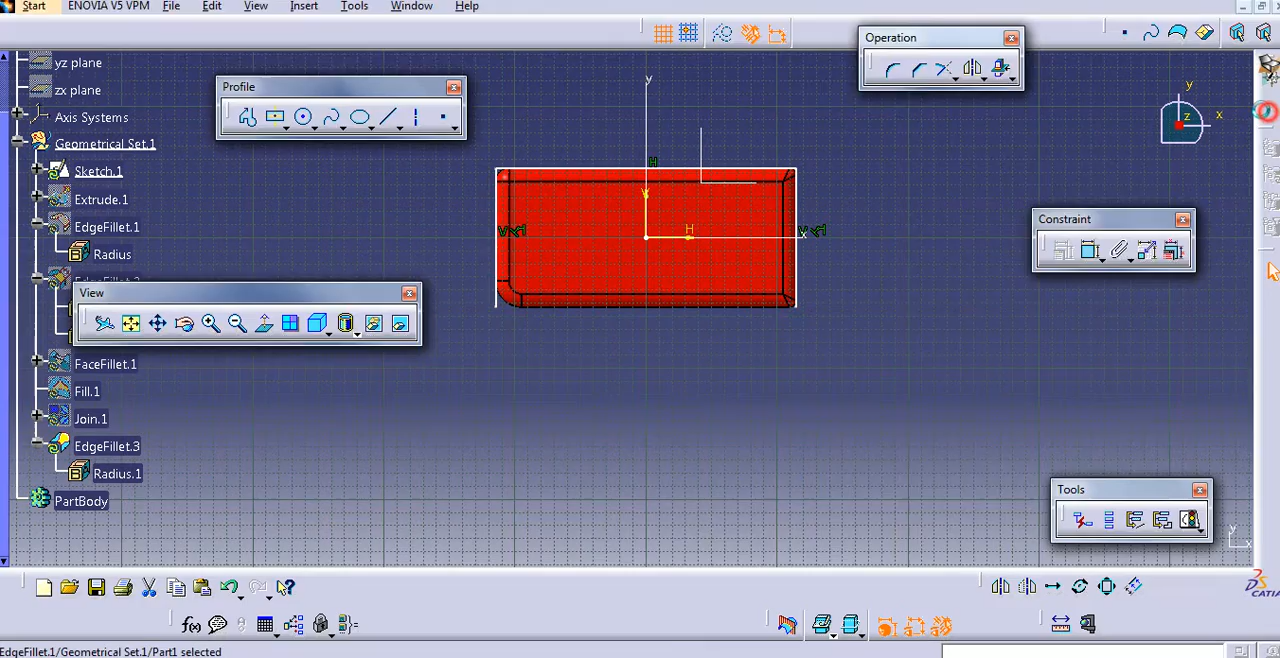 Start ENOVIA V5 VPM File Edit View Insert Tools Window Help
Operation
yz plane
Profile
zx plane
Axis Systems
Geometrical Set.1
Sketch.1
Extrude.1
EdgeFillet.1
Radius
View
FaceFillet.1
Fill.1
Join.1
EdgeFillet.3
Radius.1
PartBody
y
H
V
H
x
V H
V H
y
x
z
Constraint
Tools
y
x
CATIA
f(x)
EdgeFillet.1/Geometrical Set.1/Part1 selected